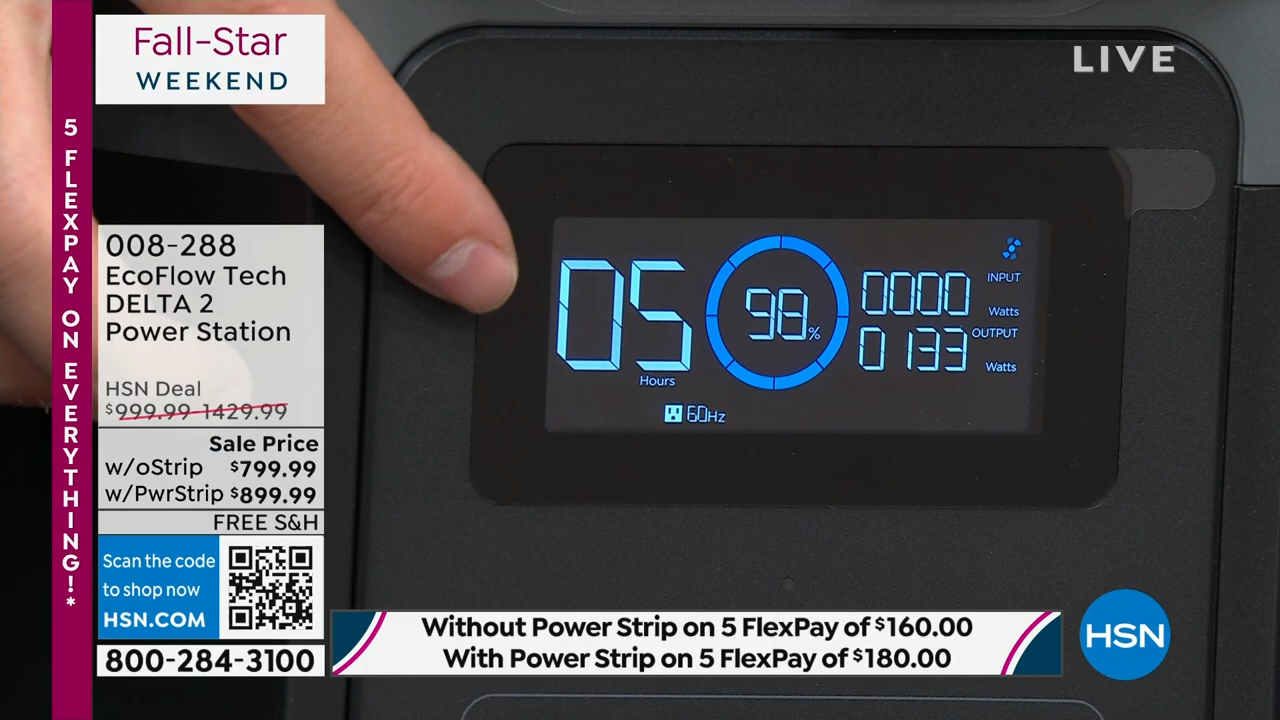 Fall-Star
WEEKEND
LIVE
5 FLEXPAY ON EVERYTHING!*
008-288
EcoFlow Tech
DELTA 2
Power Station
HSN Deal
$999.99-1429.99
Sale Price
w/oStrip $799.99
w/PwrStrip $899.99
FREE S&H
Scan the code
to shop now
HSN.COM
800-284-3100
05
Hours
98%
0000
INPUT
Watts
0133
OUTPUT
Watts
60Hz
Without Power Strip on 5 FlexPay of $160.00
With Power Strip on 5 FlexPay of $180.00
HSN